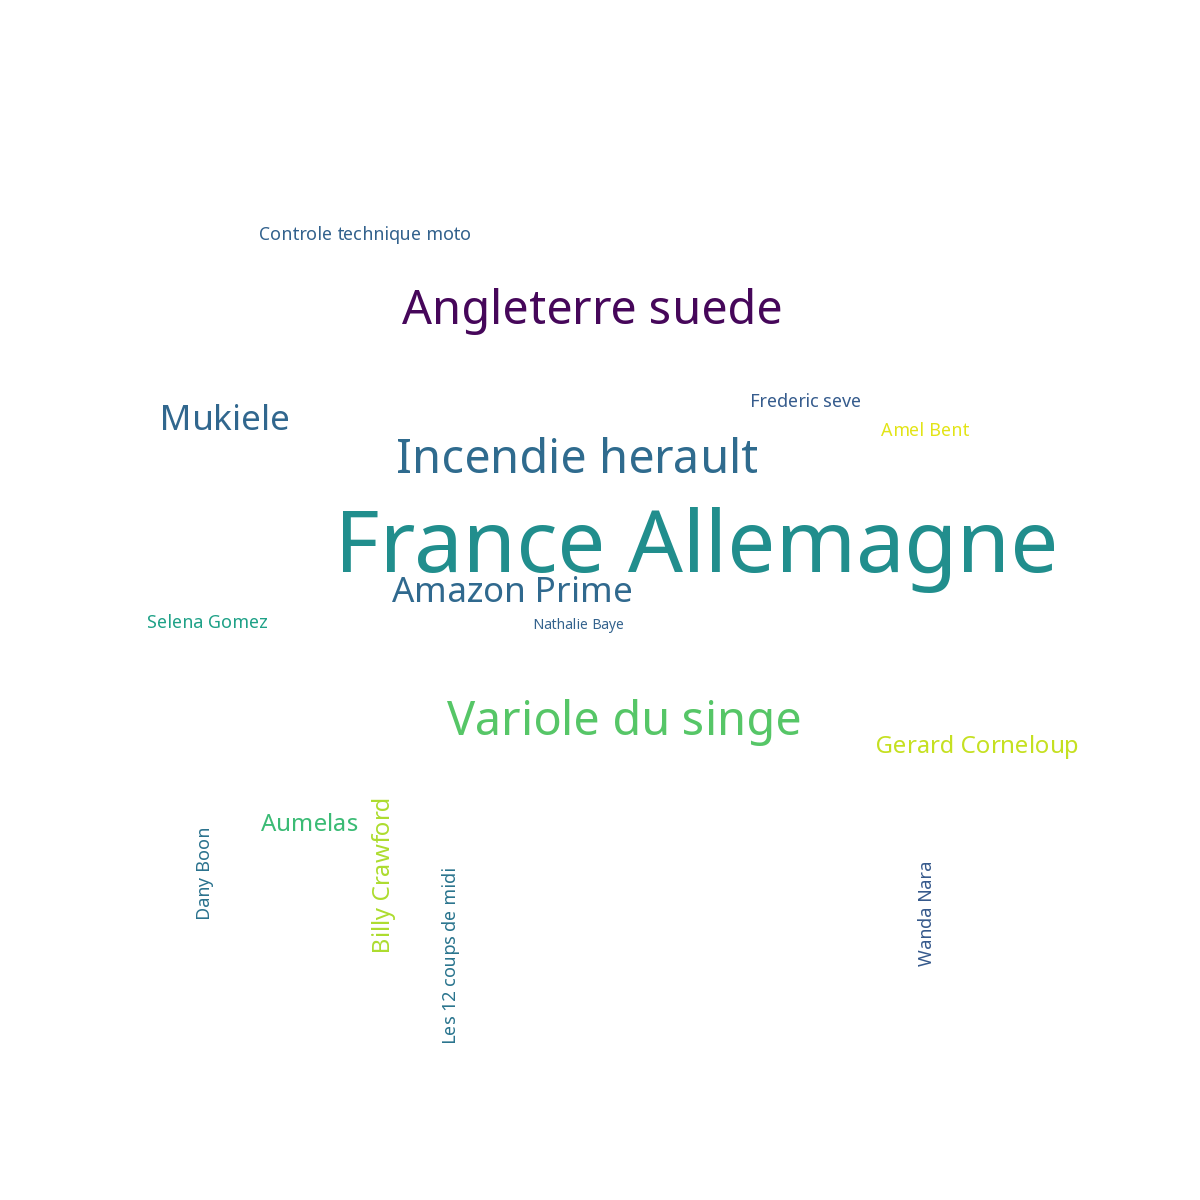 Controle technique moto
Angleterre suede
Mukiele
Frederic seve
Amel Bent
Incendie herault
France Allemagne
Amazon Prime
Selena Gomez
Nathalie Baye
Variole du singe
Gerard Corneloup
Aumelas
Dany Boon
Billy Crawford
Les 12 coups de midi
Wanda Nara